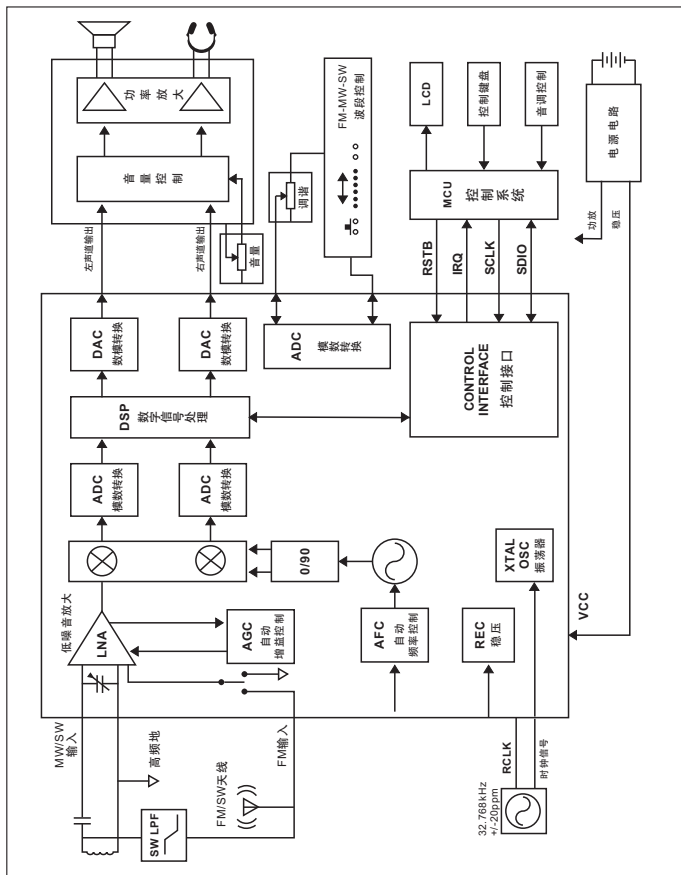 功率放大
音量控制
左声道输出
右声道输出
音量
调谐
FM-MW-SW
波段控制
LCD
控制键盘
音调控制
MCU
控制系统
电源电路
功放
稳压
RSTB
IRQ
SCLK
SDIO
DAC
数模转换
DAC
数模转换
ADC
模数转换
DSP
数字信号处理
CONTROL
INTERFACE
控制接口
ADC
模数转换
ADC
模数转换
0/90
XTAL
OSC
振荡器
VCC
低噪音放大
LNA
AGC
自动
增益控制
AFC
自动
频率控制
REC
稳压
MW/SW
输入
高频地
FM/SW天线
FM输入
SW LPF
RCLK
时钟信号
32.768kHz
+/-20ppm